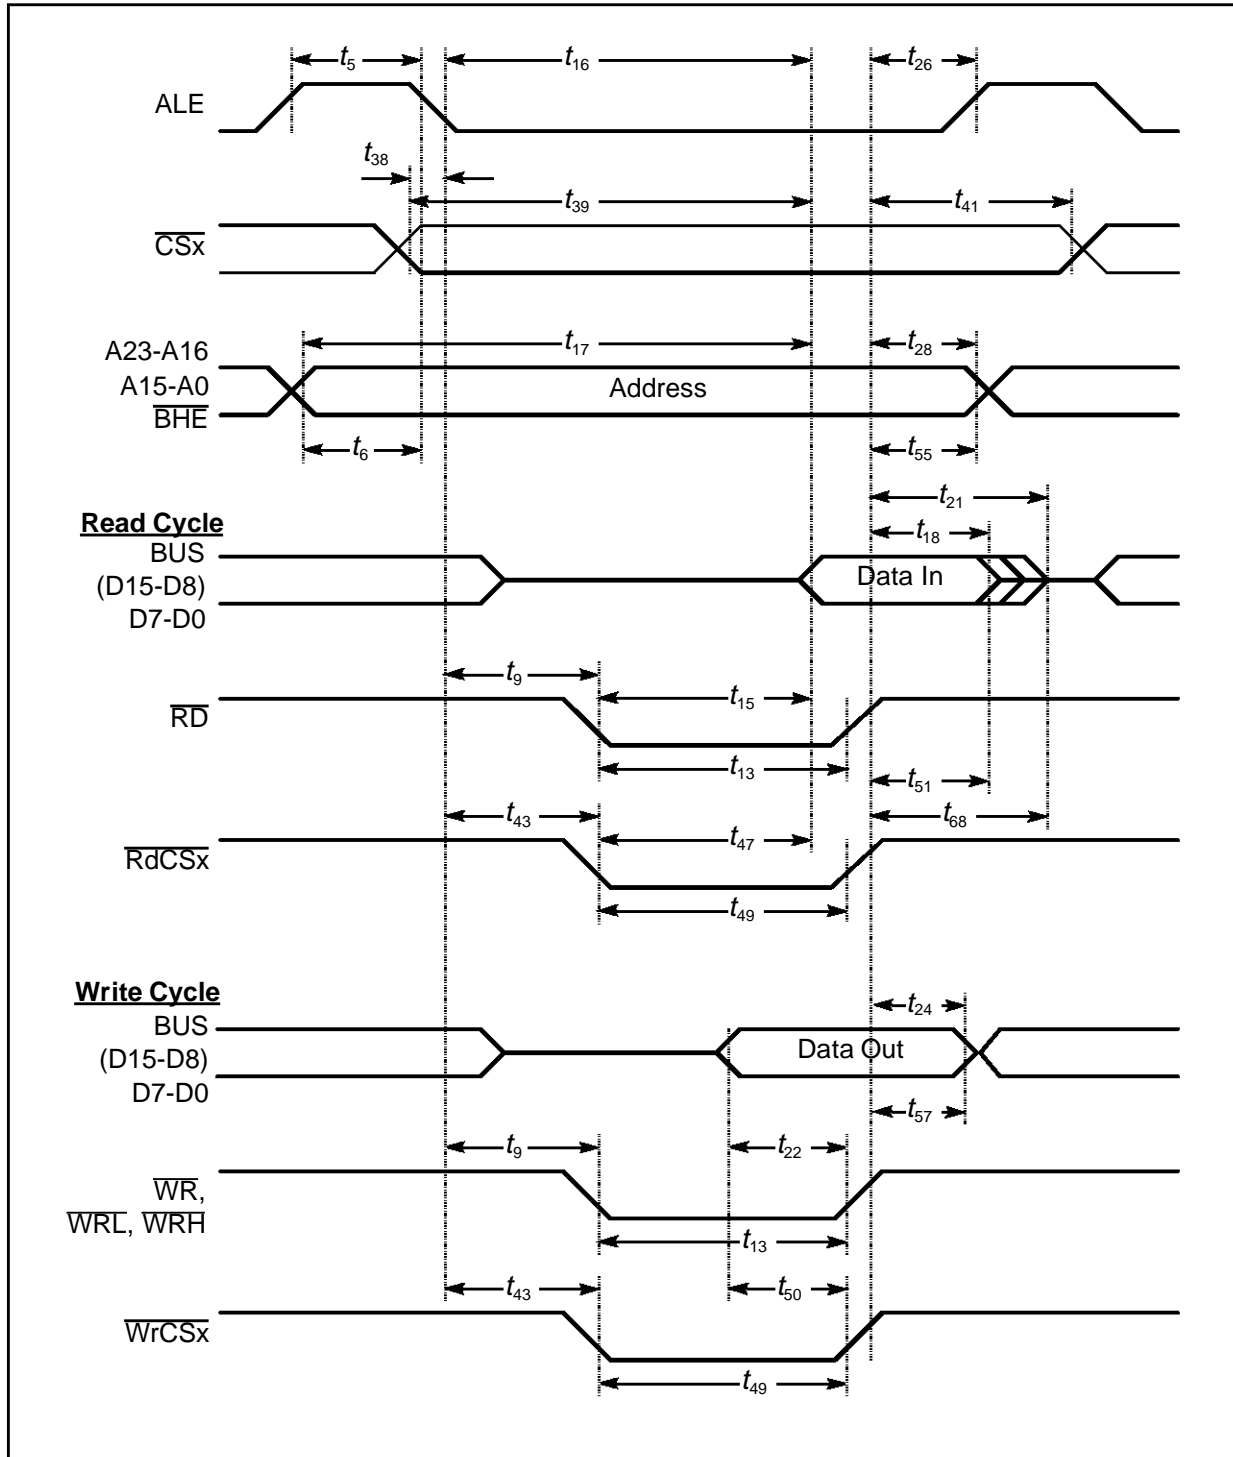 t5 t16 t26
ALE
t38
t39 t41
CSx
A23-A16 t17 t28
A15-A0 Address
BHE
t6 t55
t21
Read Cycle t18
BUS
(D15-D8) Data In
D7-D0
t9
RD t15
t13 t51
t43 t47 t68
RdCSx
t49
Write Cycle t24
BUS
(D15-D8) Data Out
D7-D0 t57
t9 t22
WR,
WRL, WRH
t13
t43 t50
WrCSx
t49